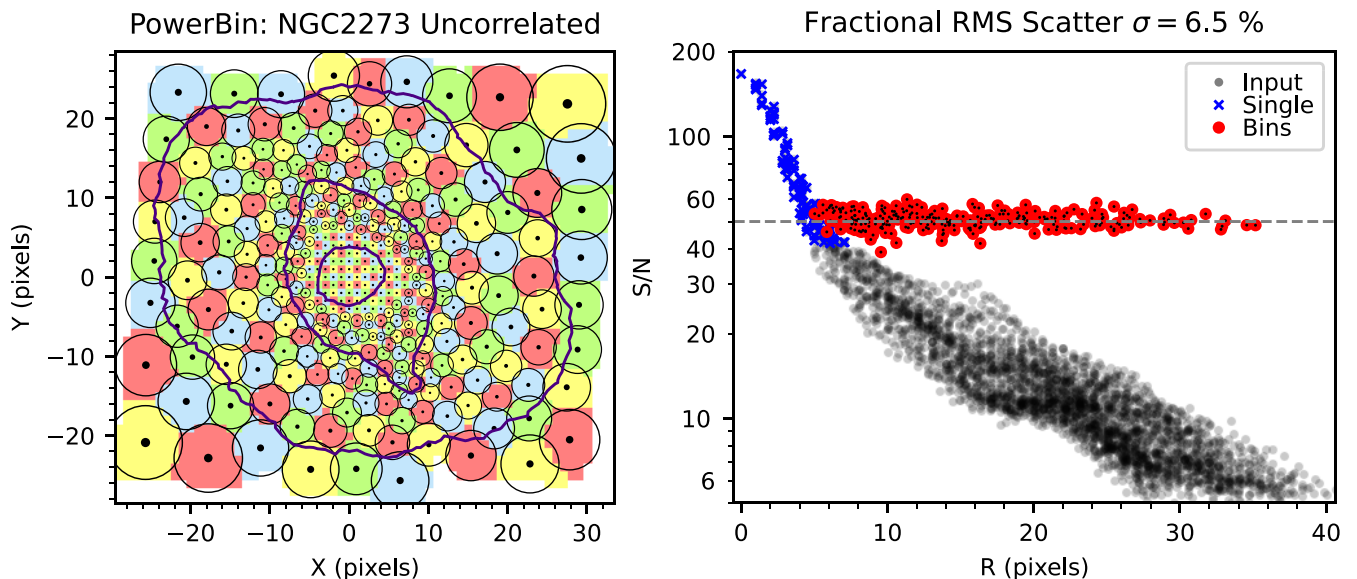 PowerBin: NGC2273 Uncorrelated
20
10
0
−10
−20
Y (pixels)
−20 −10 0 10 20 30
X (pixels)
Fractional RMS Scatter σ = 6.5 %
200
100
60
50
40
30
20
10
6
S/N
Input
Single
Bins
0 10 20 30 40
R (pixels)